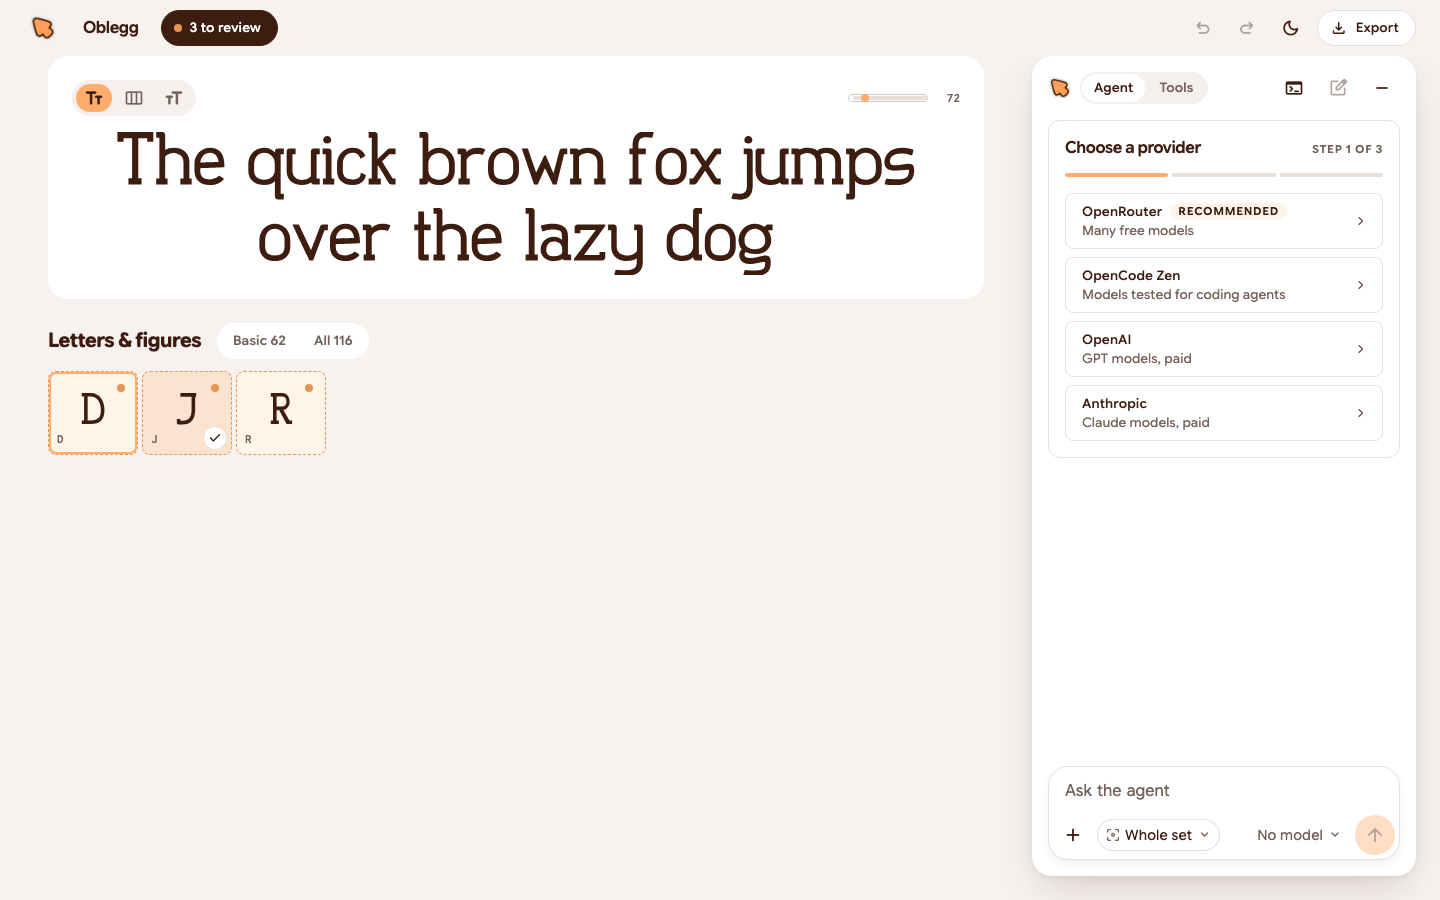 Oblegg
3 to review
Export
Tт
72
The quick brown fox jumps
over the lazy dog
Letters & figures
Basic 62
All 116
D
D
J
J
R
R
Agent
Tools
Choose a provider
STEP 1 OF 3
OpenRouter RECOMMENDED
Many free models
OpenCode Zen
Models tested for coding agents
OpenAI
GPT models, paid
Anthropic
Claude models, paid
Ask the agent
Whole set
No model